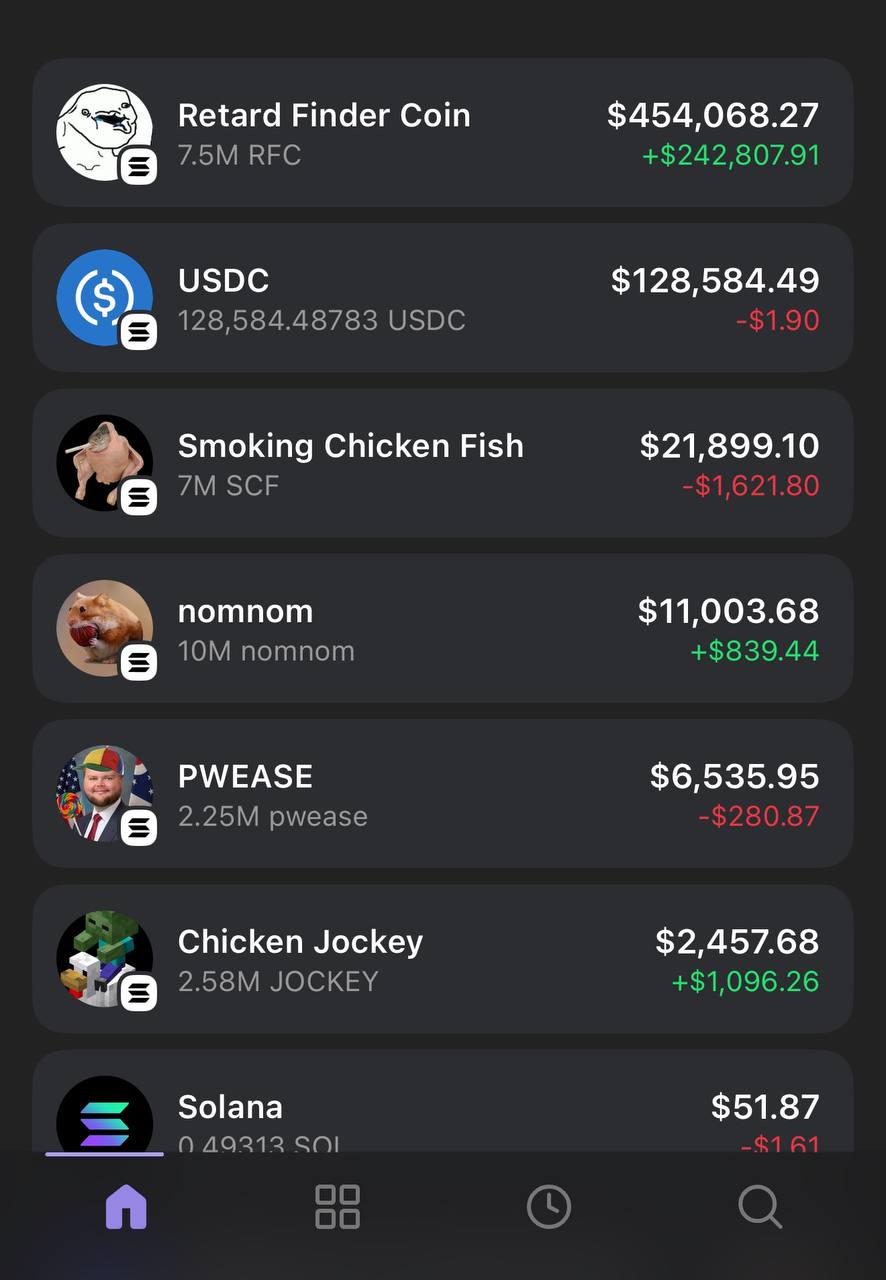 Retard Finder Coin
$454,068.27
7.5M RFC
+$242,807.91
USDC
$128,584.49
128,584.48783 USDC
-$1.90
Smoking Chicken Fish
$21,899.10
7M SCF
-$1,621.80
nomnom
$11,003.68
10M nomnom
+$839.44
PWEASE
$6,535.95
2.25M pwease
-$280.87
Chicken Jockey
$2,457.68
2.58M JOCKEY
+$1,096.26
Solana
$51.87
0.49313 SOL
-$1.61